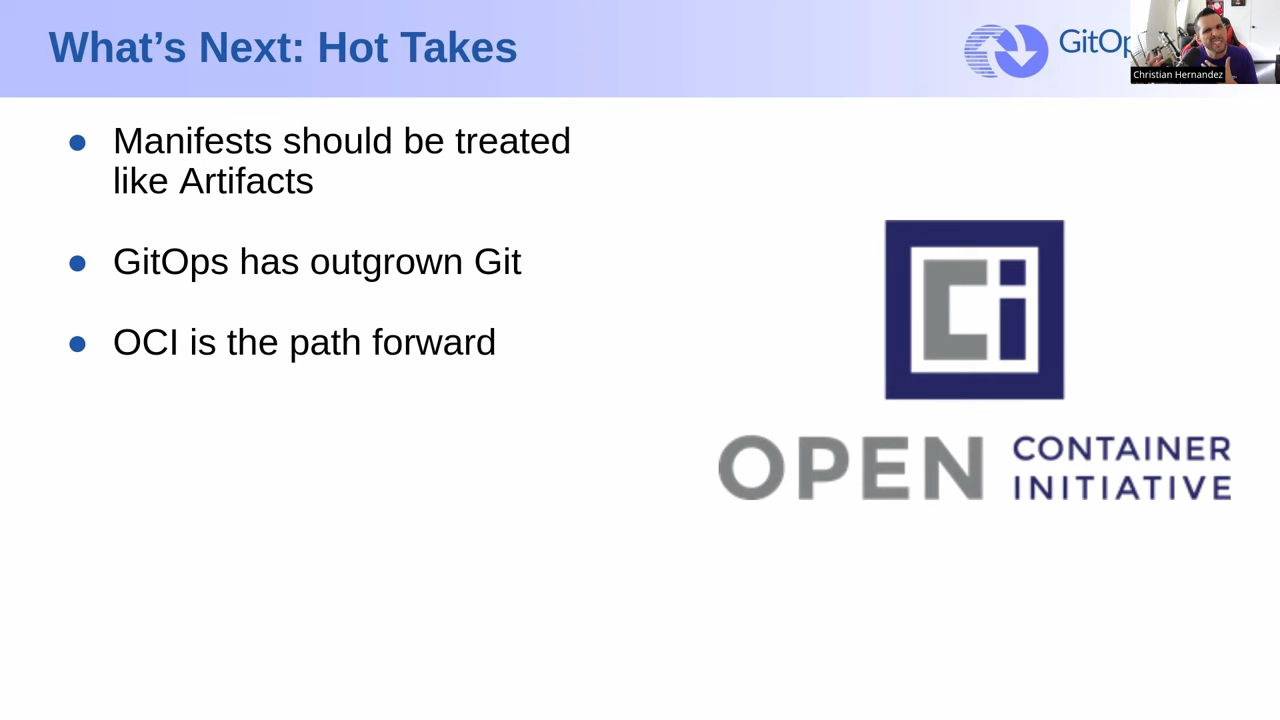 What’s Next: Hot Takes
GitOp
Christian Hernandez
● Manifests should be treated
like Artifacts
● GitOps has outgrown Git
● OCI is the path forward
Ci
OPEN CONTAINER
INITIATIVE